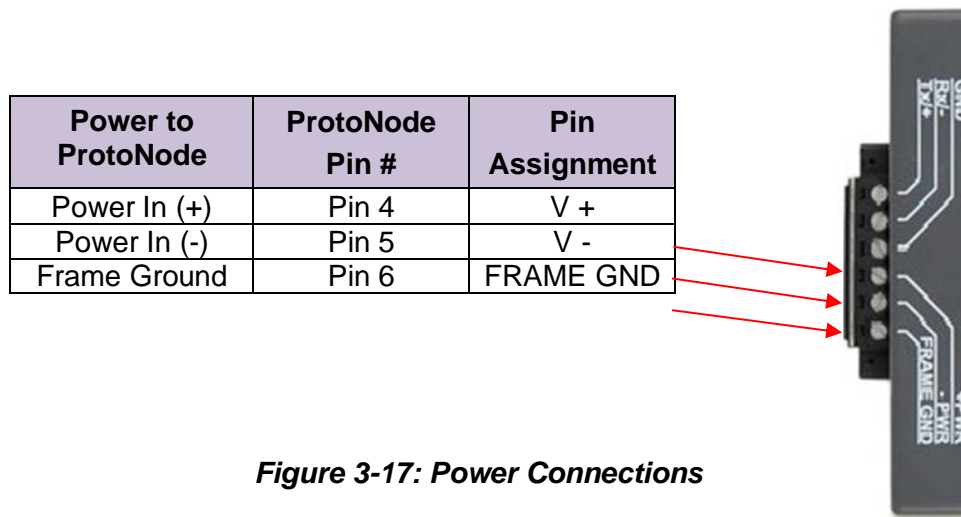 Power to ProtoNode Pin
ProtoNode Pin # Assignment
Power In (+) Pin 4 V +
Power In (-) Pin 5 V -
Frame Ground Pin 6 FRAME GND
Tx/+
Rx/-
GND
FRAME GND
- PWR
Figure 3-17: Power Connections